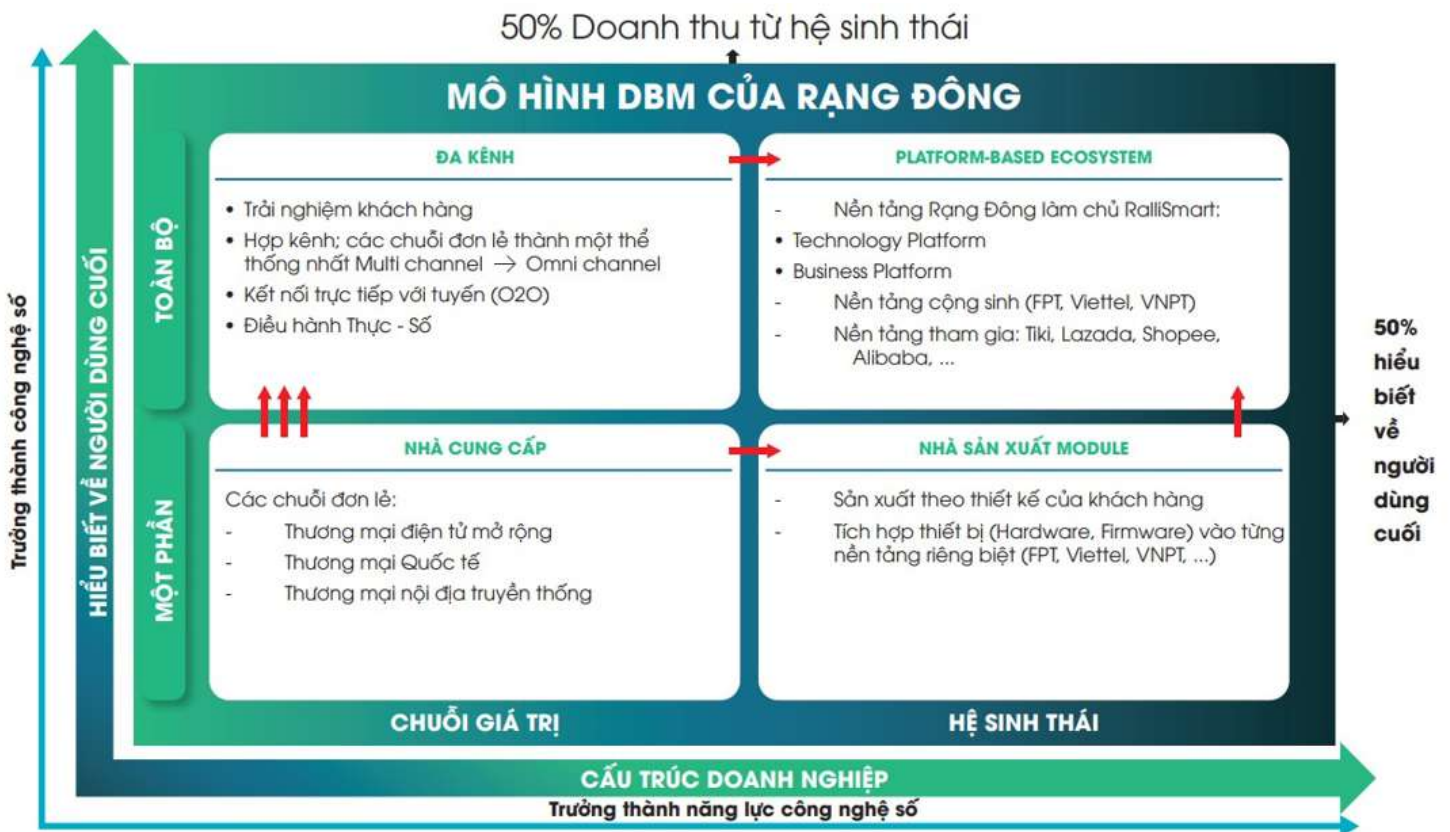 50% Doanh thu từ hệ sinh thái
MÔ HÌNH DBM CỦA RẠNG ĐÔNG
Trưởng thành công nghệ số
HIỂU BIẾT VỀ NGƯỜI DÙNG CUỐI
TOÀN BỘ
ĐA KÊNH
• Trải nghiệm khách hàng
• Hợp kênh; các chuỗi đơn lẻ thành một thể
thống nhất Multi channel → Omni channel
• Kết nối trực tiếp với tuyến (O2O)
• Điều hành Thực - Số
PLATFORM-BASED ECOSYSTEM
- Nền tảng Rạng Đông làm chủ RalliSmart:
• Technology Platform
• Business Platform
- Nền tảng cộng sinh (FPT, Viettel, VNPT)
- Nền tảng tham gia: Tiki, Lazada, Shopee,
Alibaba, ...
MỘT PHẦN
NHÀ CUNG CẤP
Các chuỗi đơn lẻ:
- Thương mại điện tử mở rộng
- Thương mại Quốc tế
- Thương mại nội địa truyền thống
NHÀ SẢN XUẤT MODULE
- Sản xuất theo thiết kế của khách hàng
- Tích hợp thiết bị (Hardware, Firmware) vào từng
nền tảng riêng biệt (FPT, Viettel, VNPT, ...)
50%
hiểu
biết
về
người
dùng
cuối
CHUỖI GIÁ TRỊ
HỆ SINH THÁI
CẤU TRÚC DOANH NGHIỆP
Trưởng thành năng lực công nghệ số